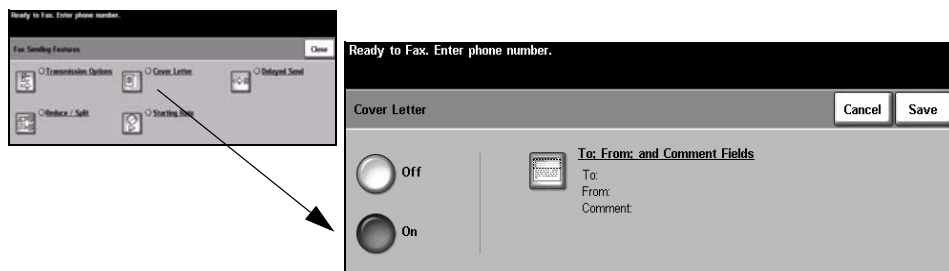 Ready to Fax. Enter phone number.
Fax Sending Features
Close
Transmission Options
Cover Letter
Delayed Send
Reduce / Split
Starting Rate
Ready to Fax. Enter phone number.
Cover Letter
Cancel
Save
Off
To; From; and Comment Fields
To:
From:
Comment:
On